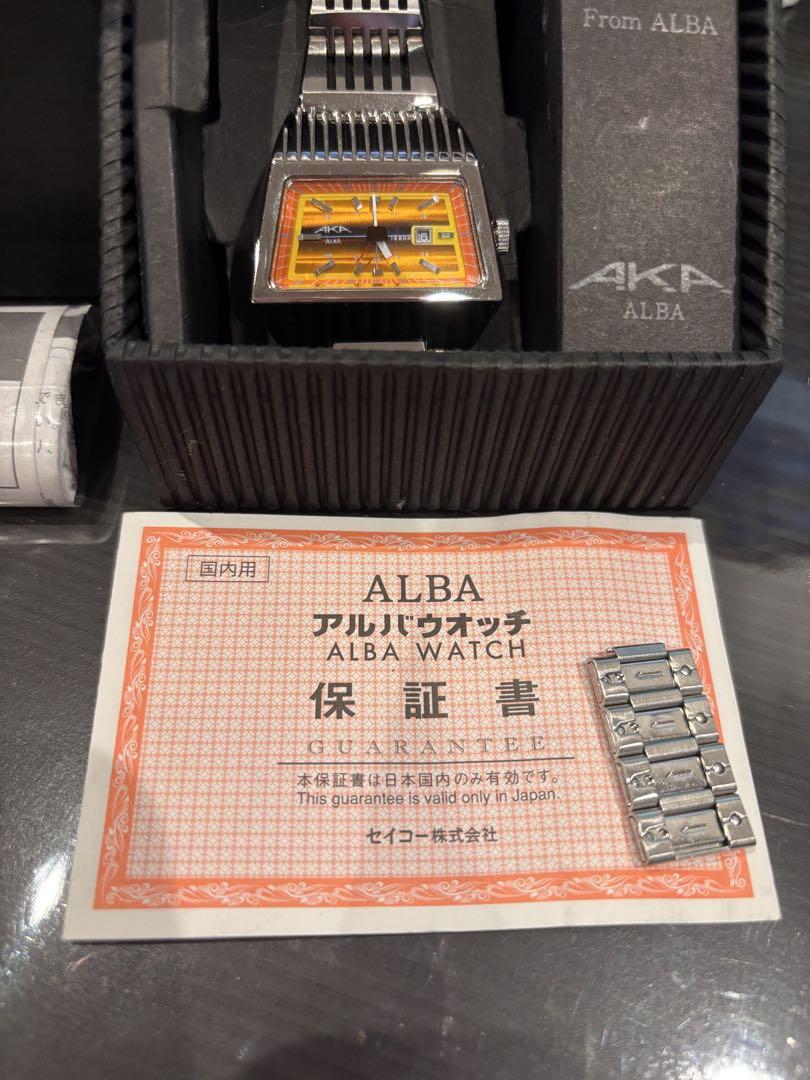 From ALBA
AKA
ALBA
AKA
ALBA
国内用
ALBA
アルバウオッチ
ALBA WATCH
保証書
GUARANTEE
本保証書は日本国内のみ有効です。
This guarantee is valid only in Japan.
セイコー株式会社